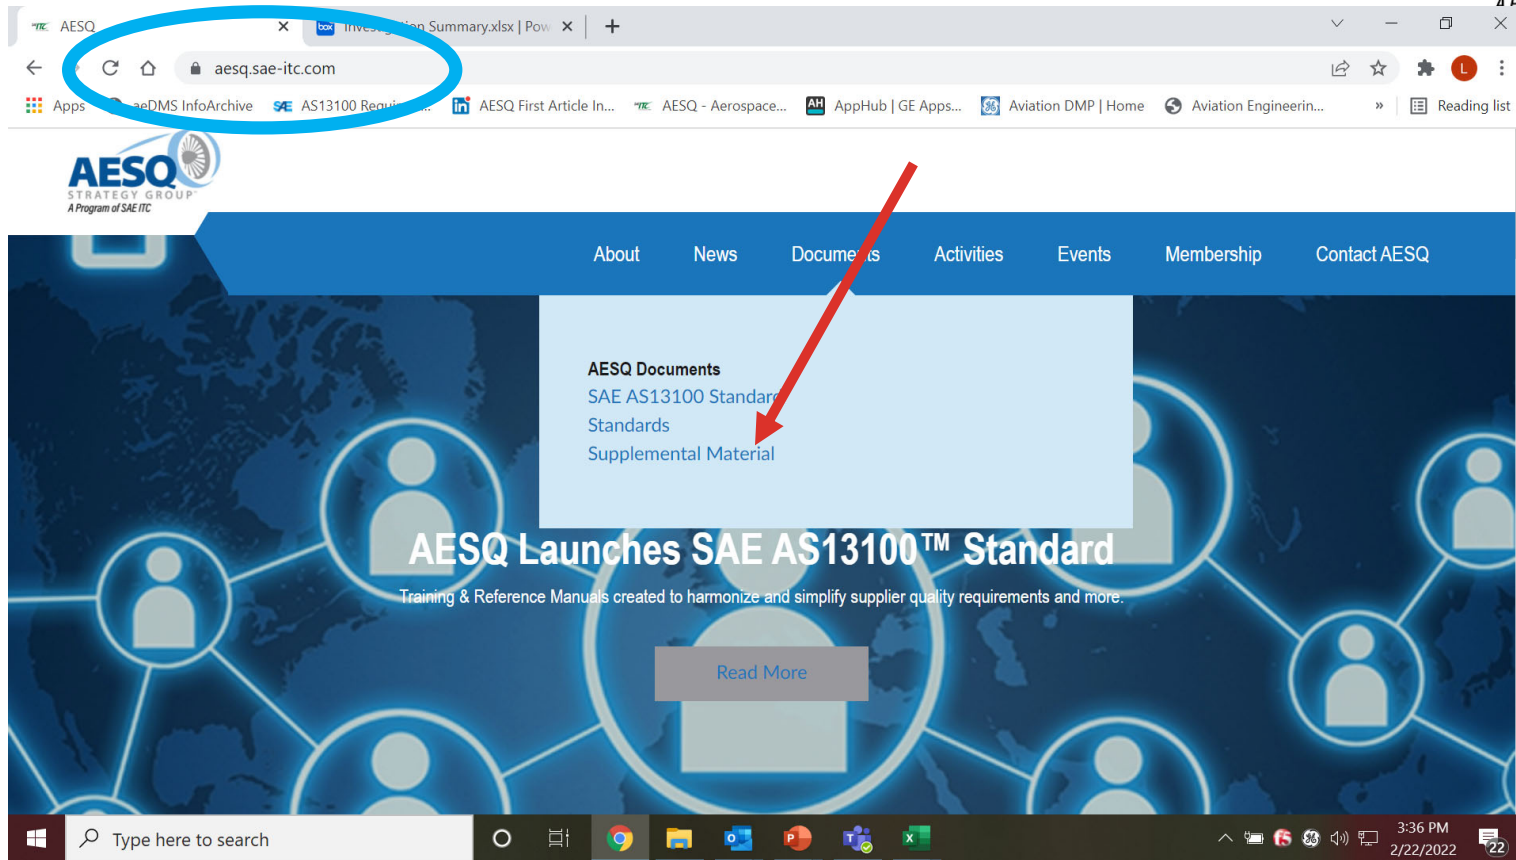 AESQ
Investigation Summary.xlsx | Pow
aesq.sae-itc.com
Apps
aeDMS InfoArchive
SAE AS13100
AESQ First Article In...
ITC AESQ - Aerospace...
AH AppHub | GE Apps...
Aviation DMP | Home
Aviation Engineerin...
»
Reading list
L
AESQ
STRATEGY GROUP
A Program of SAE ITC
About News Documents Activities Events Membership Contact AESQ
AESQ Documents
SAE AS13100 Standard
Standards
Supplemental Material
AESQ Launches SAE AS13100™ Standard
Training & Reference Manuals created to harmonize and simplify supplier quality requirements and more.
Read More
Type here to search
3:36 PM
2/22/2022
22